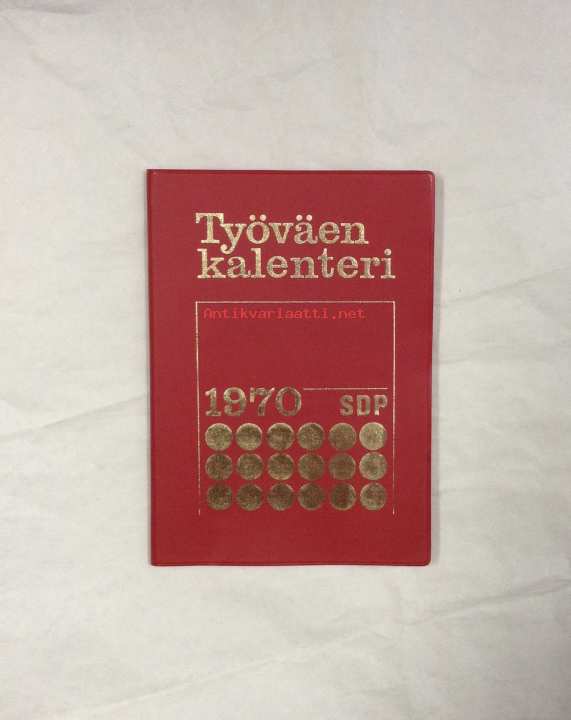 Työväen
kalenteri
Antikvariaatti.net
1970 SDP